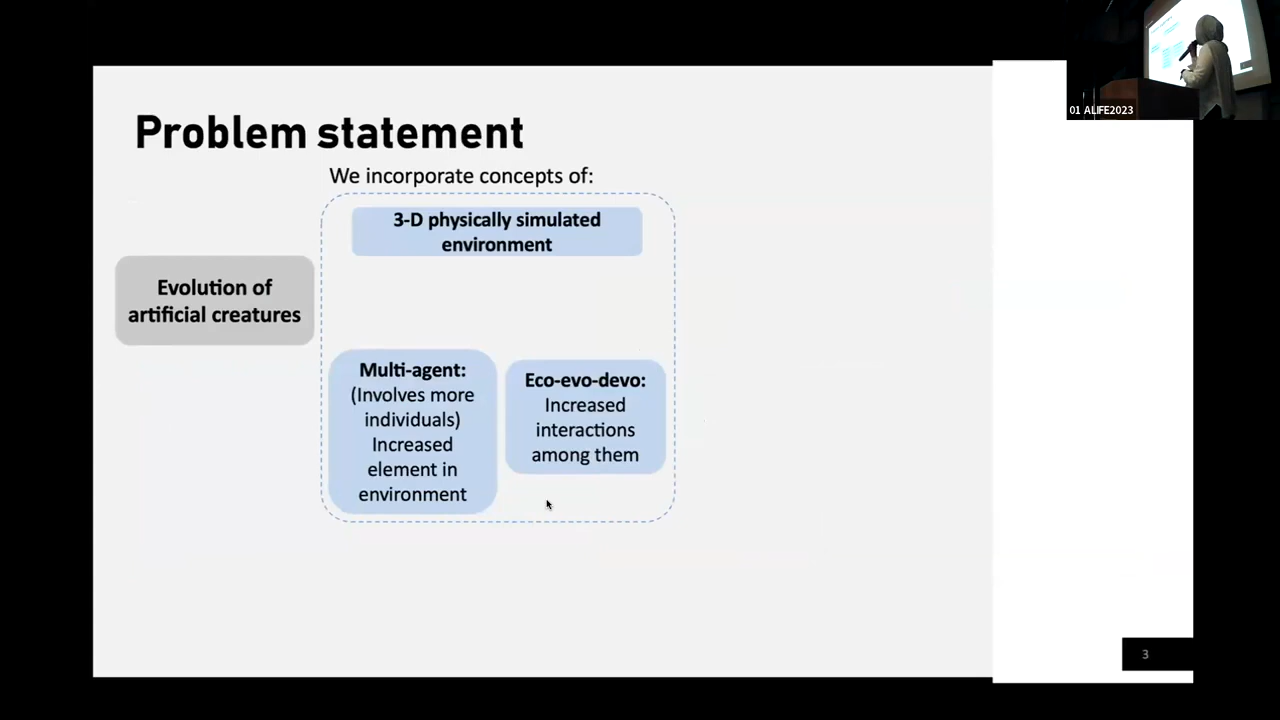 Problem statement
We incorporate concepts of:
3-D physically simulated
environment
Evolution of
artificial creatures
Multi-agent:
(Involves more
individuals)
Increased
element in
environment
Eco-evo-devo:
Increased
interactions
among them
01 ALIFE2023
3